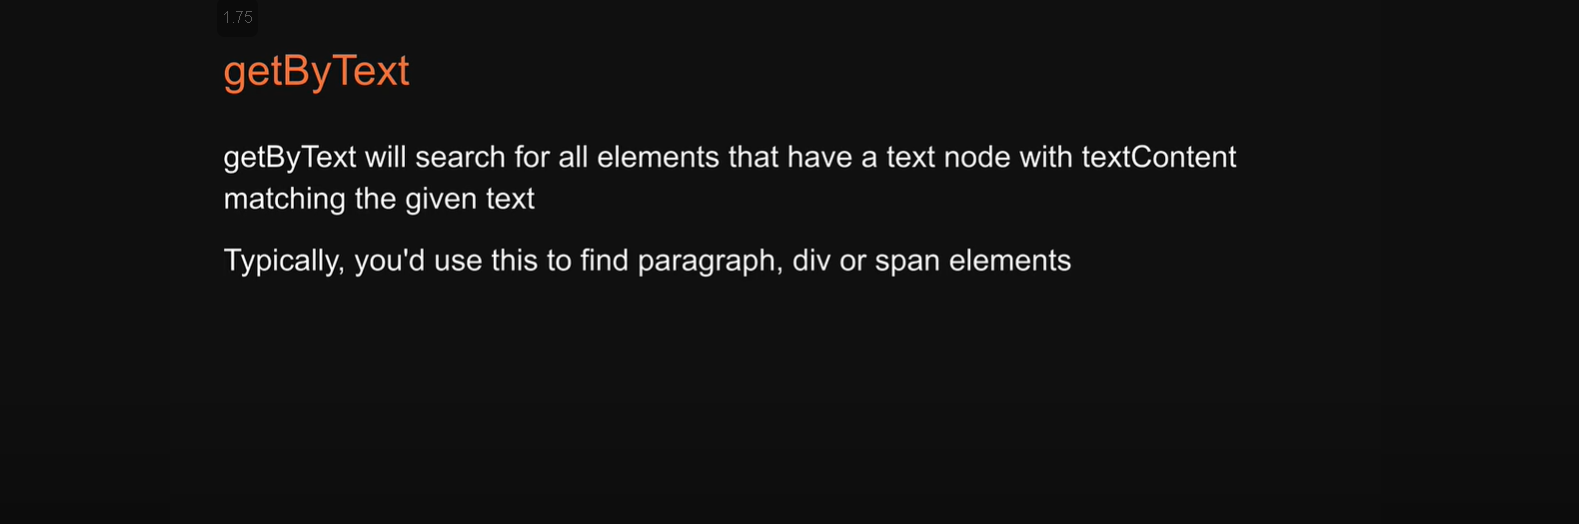 1.75
getByText
getByText will search for all elements that have a text node with textContent
matching the given text
Typically, you'd use this to find paragraph, div or span elements